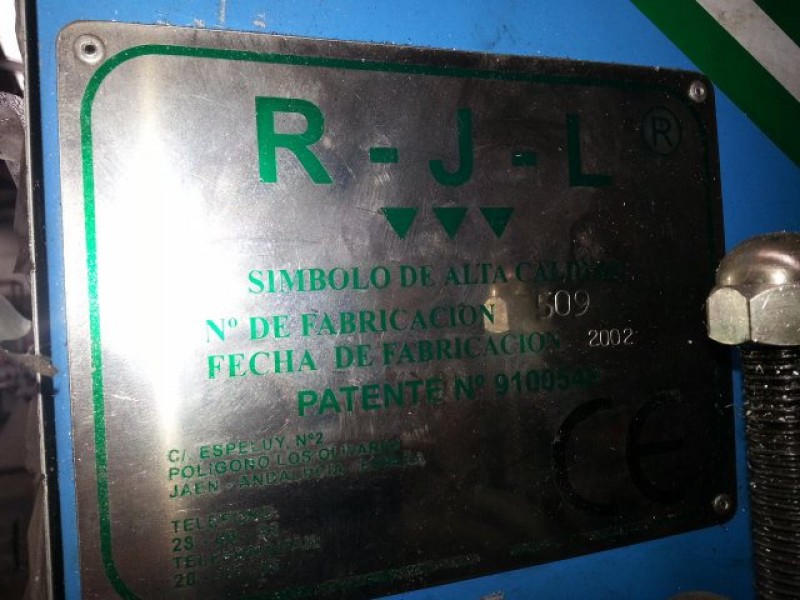 R - J - L ®
SIMBOLO DE ALTA CALIDAD
Nº DE FABRICACION 509
FECHA DE FABRICACION 2002
PATENTE Nº
C/. ESPELUY, Nº2
POLIGONO LOS OLIVARES
JAEN - ANDALUCIA ESPAÑA
CE